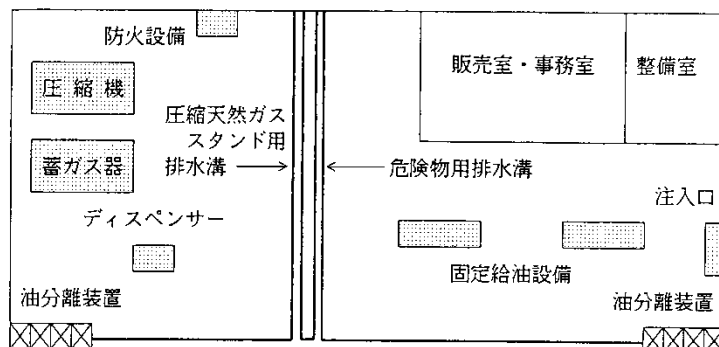 防火設備
圧縮機
圧縮天然ガス
スタンド用
排水溝
蓄ガス器
ディスペンサー
油分離装置
販売室・事務室
整備室
危険物用排水溝
注入口
固定給油設備
油分離装置